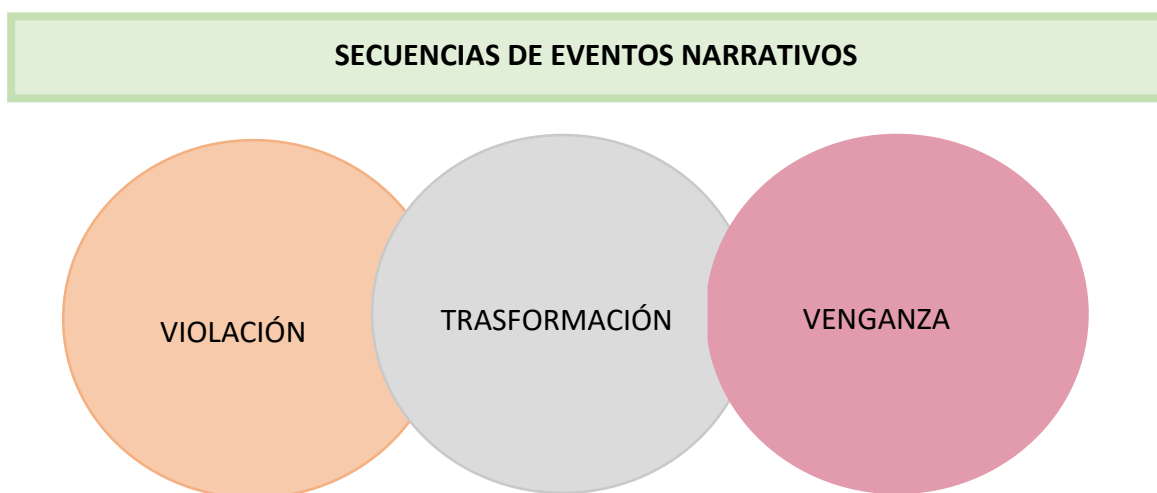 SECUENCIAS DE EVENTOS NARRATIVOS
VIOLACIÓN
TRASFORMACIÓN
VENGANZA